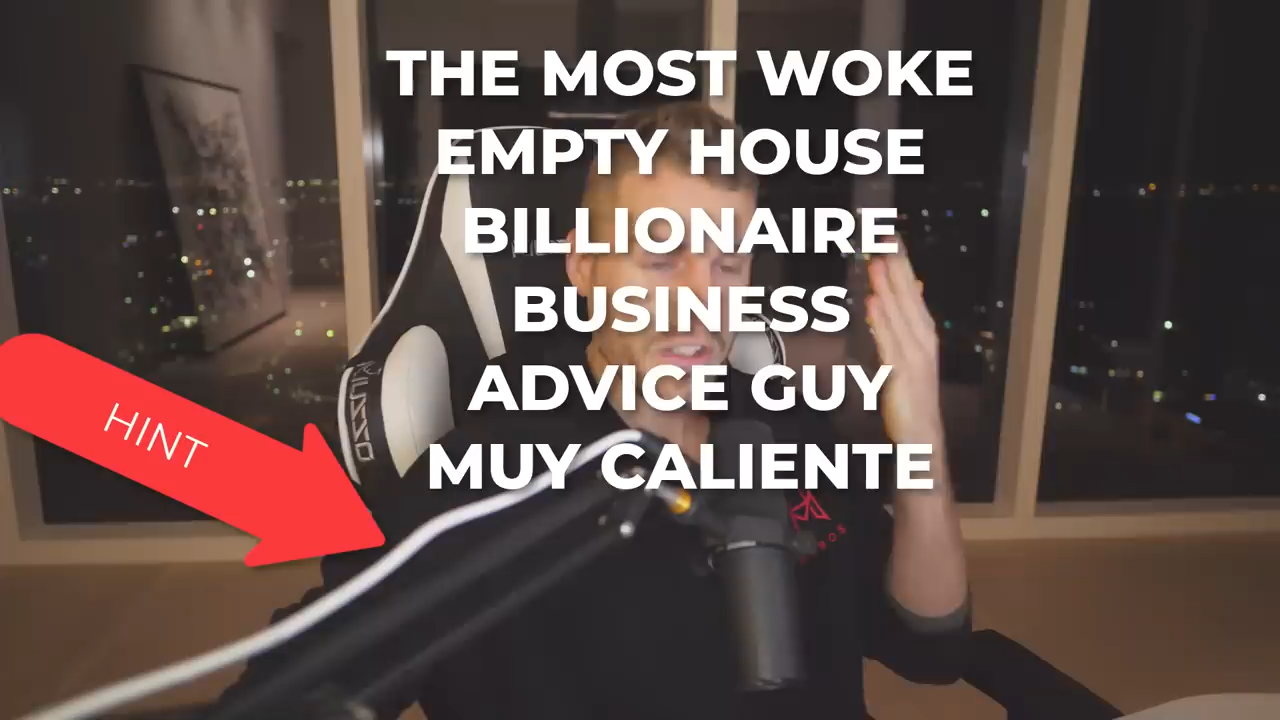 THE MOST WOKE
EMPTY HOUSE
BILLIONAIRE
BUSINESS
ADVICE GUY
MUY CALIENTE
HINT